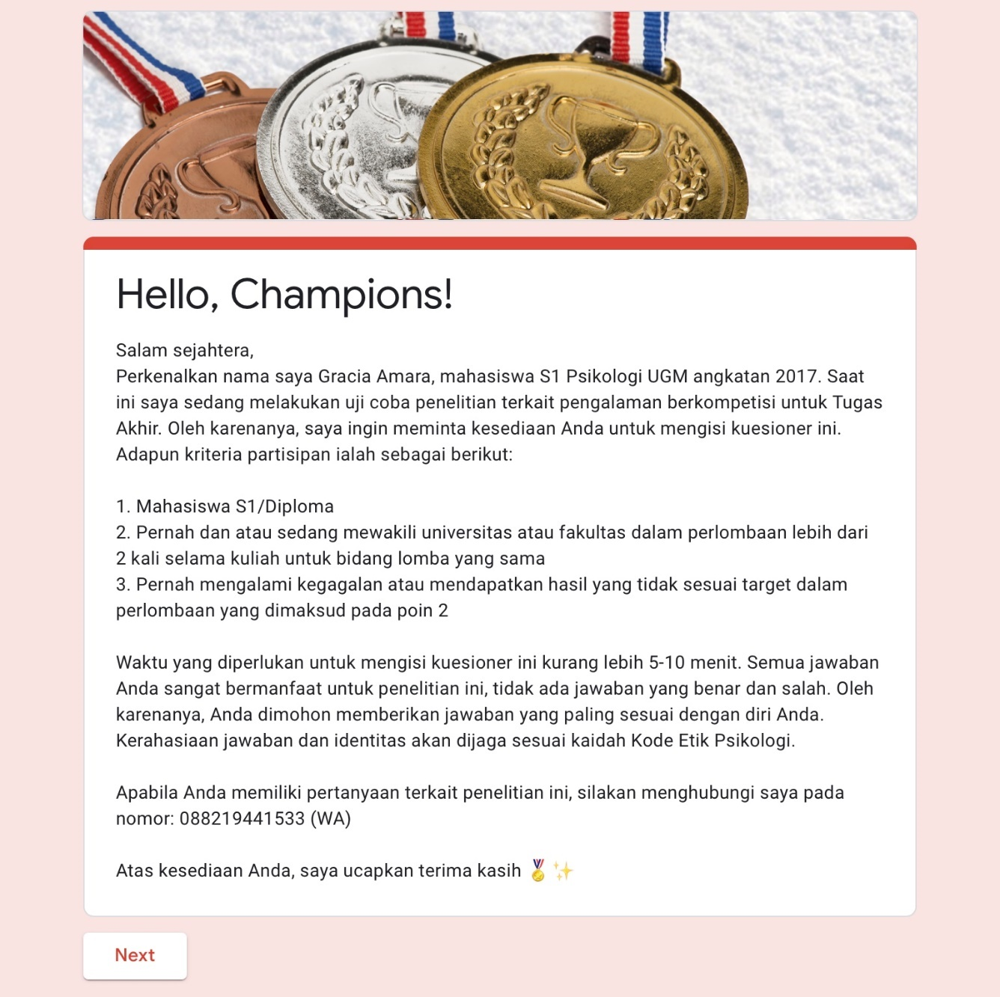 Hello, Champions!
Salam sejahtera,
Perkenalkan nama saya Gracia Amara, mahasiswa S1 Psikologi UGM angkatan 2017. Saat
ini saya sedang melakukan uji coba penelitian terkait pengalaman berkompetisi untuk Tugas
Akhir. Oleh karenanya, saya ingin meminta kesediaan Anda untuk mengisi kuesioner ini.
Adapun kriteria partisipan ialah sebagai berikut:
1. Mahasiswa S1/Diploma
2. Pernah dan atau sedang mewakili universitas atau fakultas dalam perlombaan lebih dari
2 kali selama kuliah untuk bidang lomba yang sama
3. Pernah mengalami kegagalan atau mendapatkan hasil yang tidak sesuai target dalam
perlombaan yang dimaksud pada poin 2
Waktu yang diperlukan untuk mengisi kuesioner ini kurang lebih 5-10 menit. Semua jawaban
Anda sangat bermanfaat untuk penelitian ini, tidak ada jawaban yang benar dan salah. Oleh
karenanya, Anda dimohon memberikan jawaban yang paling sesuai dengan diri Anda.
Kerahasiaan jawaban dan identitas akan dijaga sesuai kaidah Kode Etik Psikologi.
Apabila Anda memiliki pertanyaan terkait penelitian ini, silakan menghubungi saya pada
nomor: 088219441533 (WA)
Atas kesediaan Anda, saya ucapkan terima kasih 🏅✨
Next